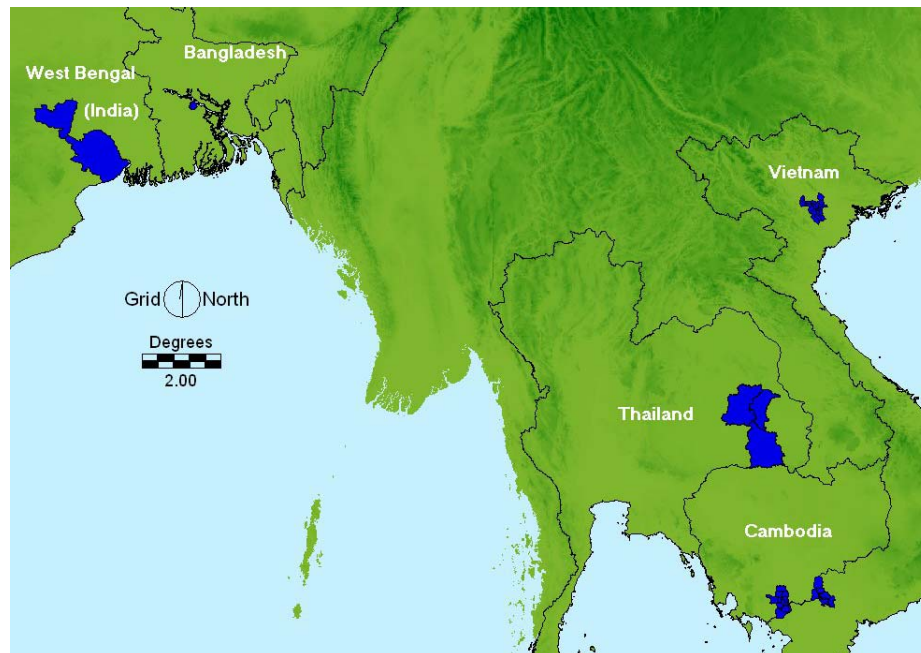 Bangladesh
West Bengal
(India)
Vietnam
Grid North
Degrees
2.00
Thailand
Cambodia